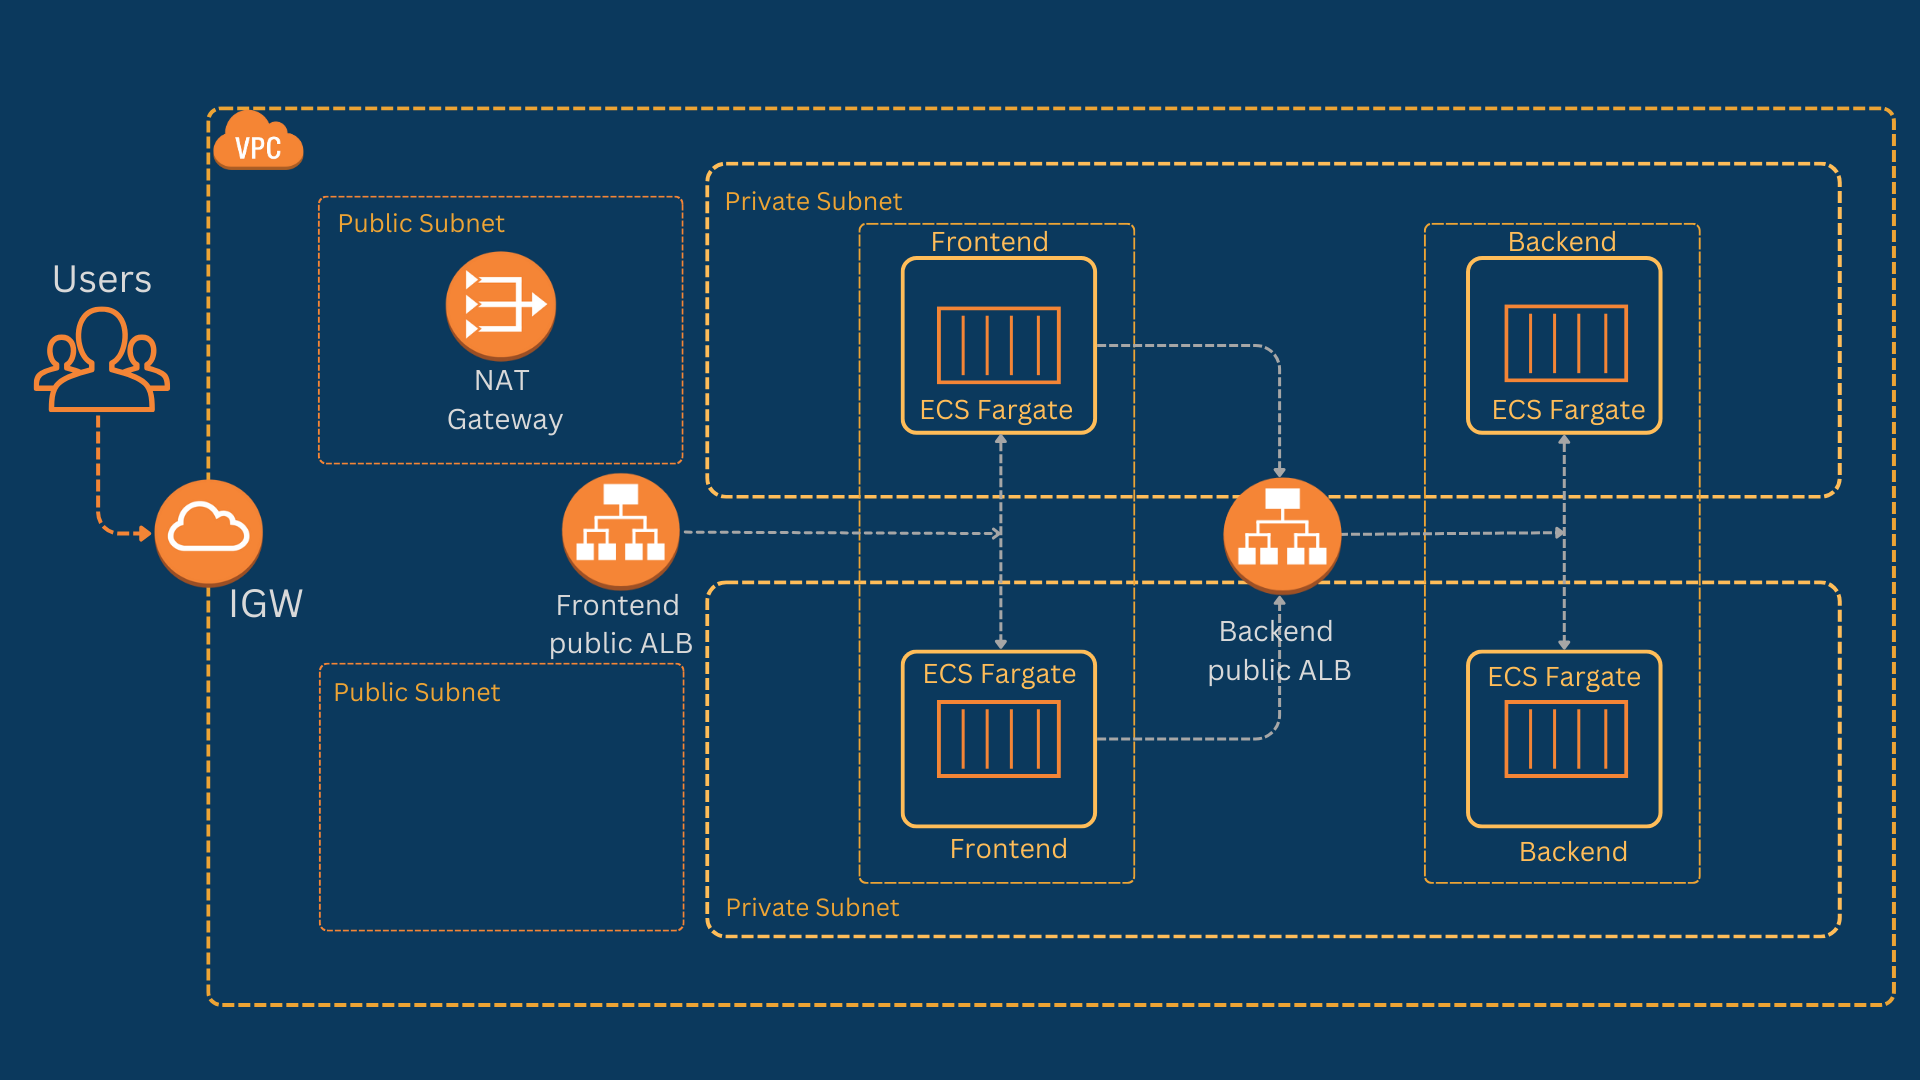 VPC
Private Subnet
Public Subnet
Frontend
Backend
Users
NAT
Gateway
ECS Fargate
ECS Fargate
IGW
Frontend
public ALB
Backend
public ALB
ECS Fargate
ECS Fargate
Public Subnet
Frontend
Backend
Private Subnet